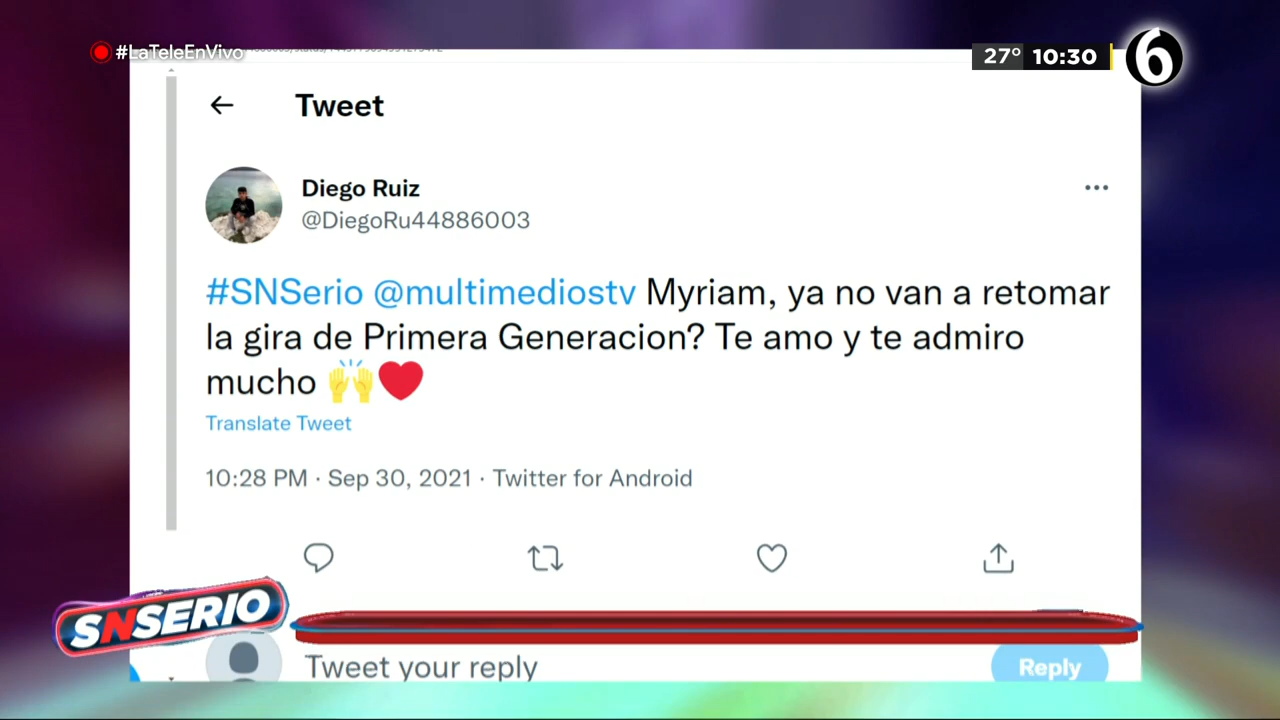 #LaTeleEnVivo
27° 10:30 6
Tweet
Diego Ruiz
@DiegoRu44886003
#SNSerio @multimediostv Myriam, ya no van a retomar
la gira de Primera Generacion? Te amo y te admiro
mucho 🙌❤️
Translate Tweet
10:28 PM · Sep 30, 2021 · Twitter for Android
SNSERIO
Tweet your reply
Reply